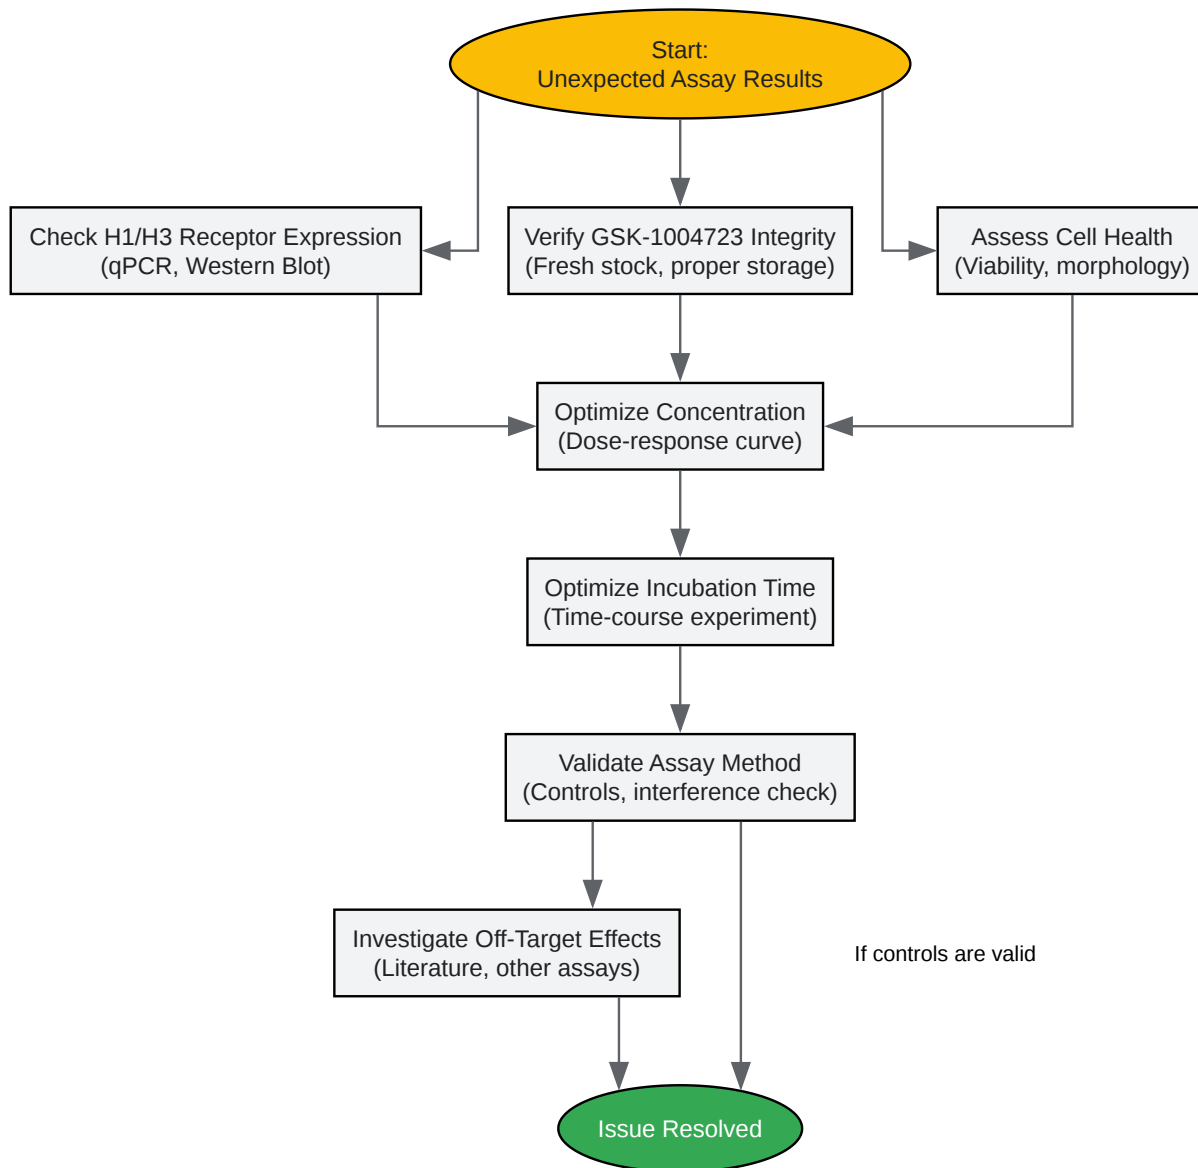 Start:
Unexpected Assay Results
Check H1/H3 Receptor Expression
(qPCR, Western Blot)
Verify GSK-1004723 Integrity
(Fresh stock, proper storage)
Assess Cell Health
(Viability, morphology)
Optimize Concentration
(Dose-response curve)
Optimize Incubation Time
(Time-course experiment)
Validate Assay Method
(Controls, interference check)
Investigate Off-Target Effects
(Literature, other assays)
If controls are valid
Issue Resolved